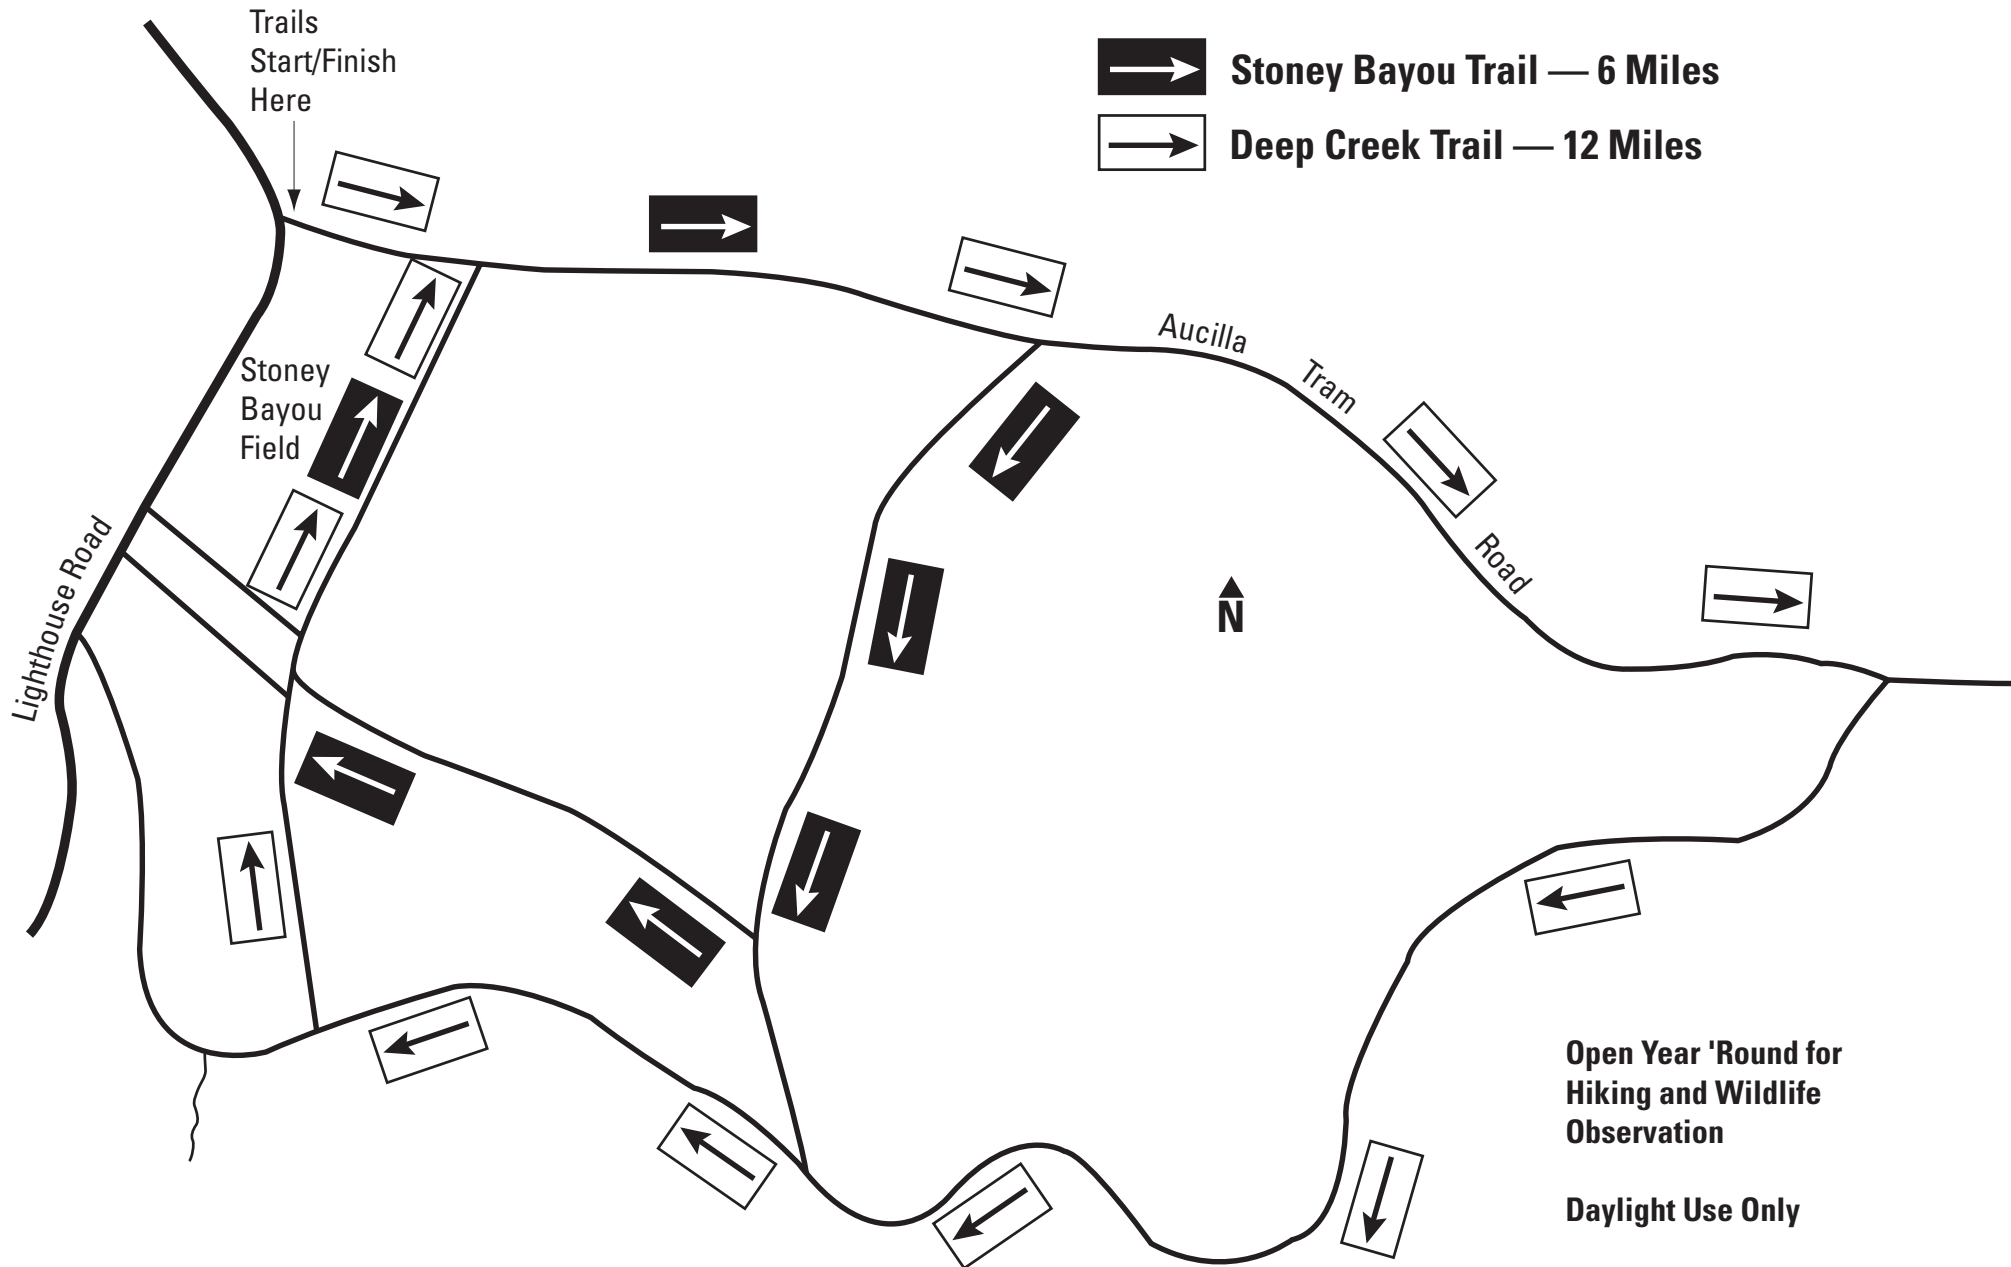 Trails
Start/Finish
Here
Stoney Bayou Trail — 6 Miles
Deep Creek Trail — 12 Miles
Aucilla
Tram
Road
Stoney
Bayou
Field
Lighthouse Road
N
Open Year 'Round for
Hiking and Wildlife
Observation
Daylight Use Only